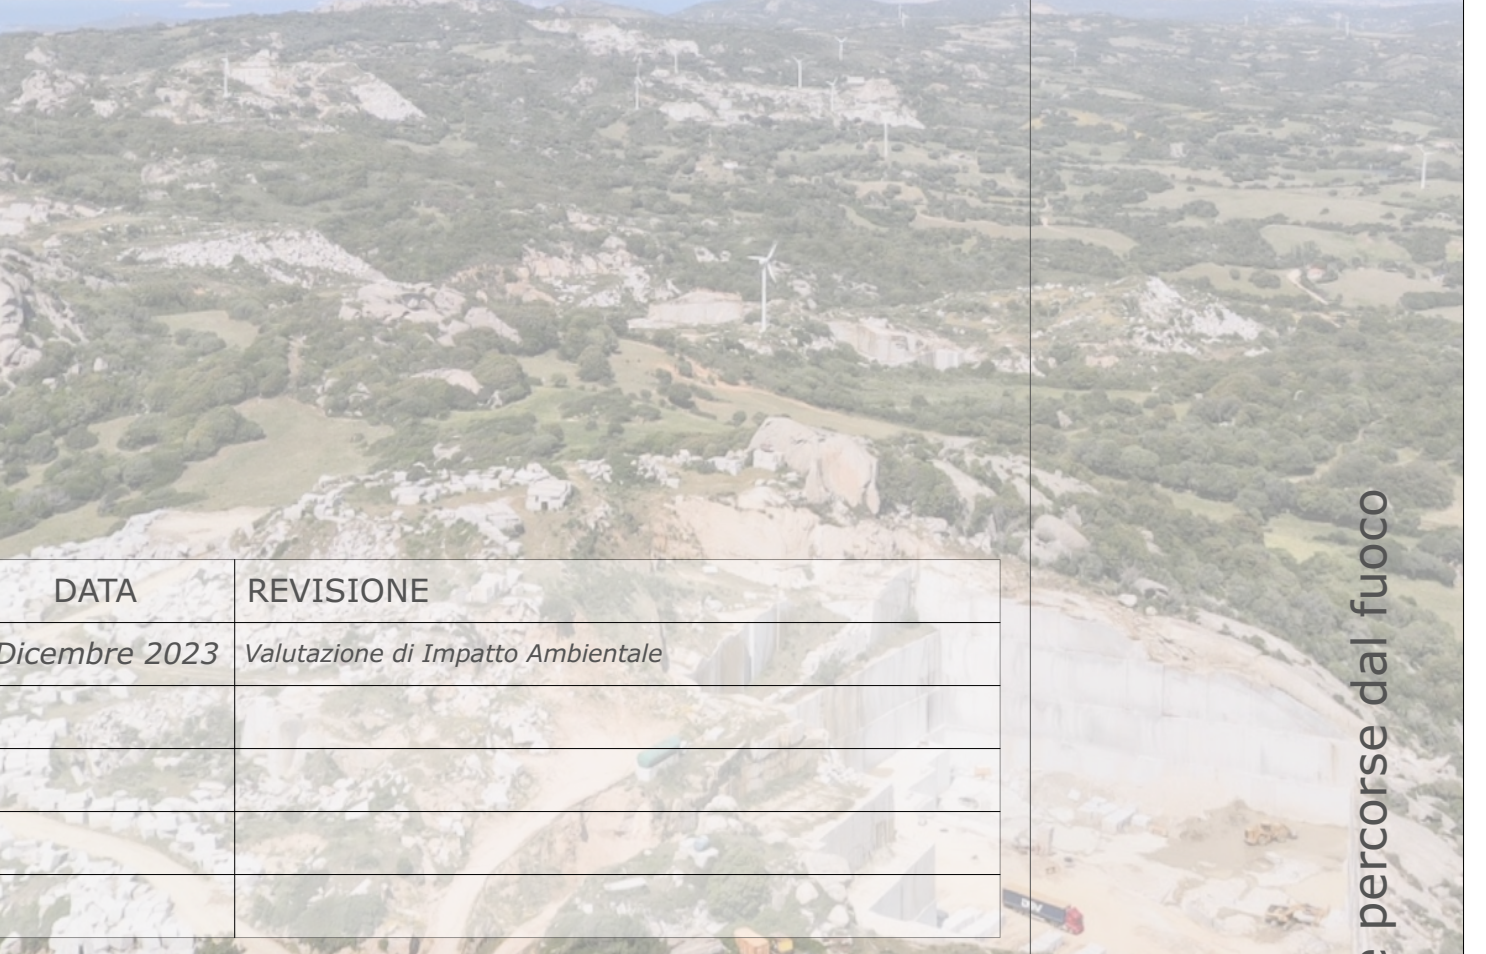 DATA
REVISIONE
Dicembre 2023
Valutazione di Impatto Ambientale
percorse dal fuoco